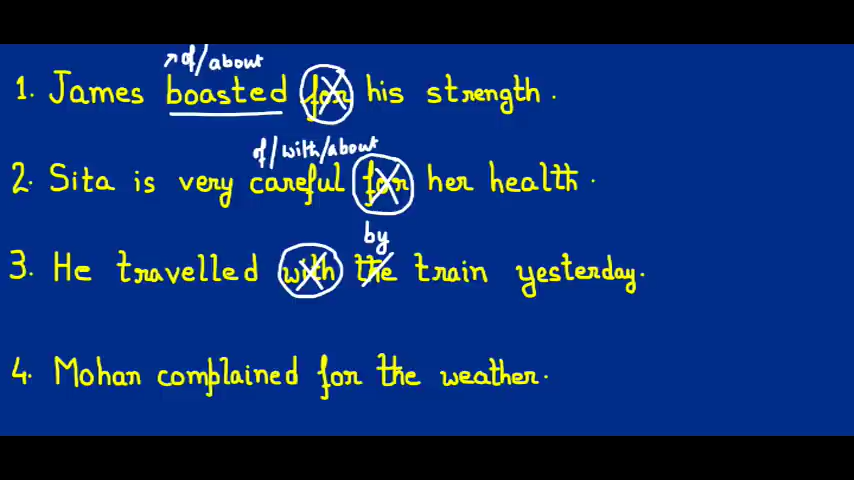 of/about
1. James boasted for his strength.
of/with/about
2. Sita is very careful for her health.
by
3. He travelled with the train yesterday.
4. Mohan complained for the weather.